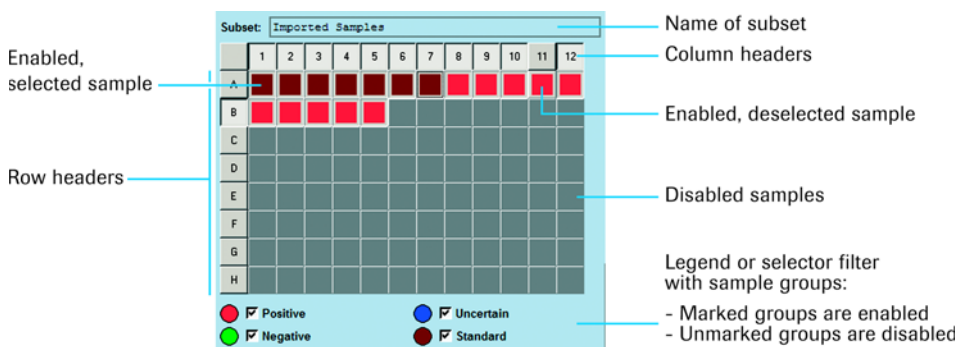 Subset: Imported Samples
Name of subset
1 2 3 4 5 6 7 8 9 10 11 12
Column headers
Enabled,
selected sample
A
B
C
D
E
F
G
H
Row headers
Enabled, deselected sample
Disabled samples
Legend or selector filter
with sample groups:
- Marked groups are enabled
- Unmarked groups are disabled
Positive
Uncertain
Negative
Standard